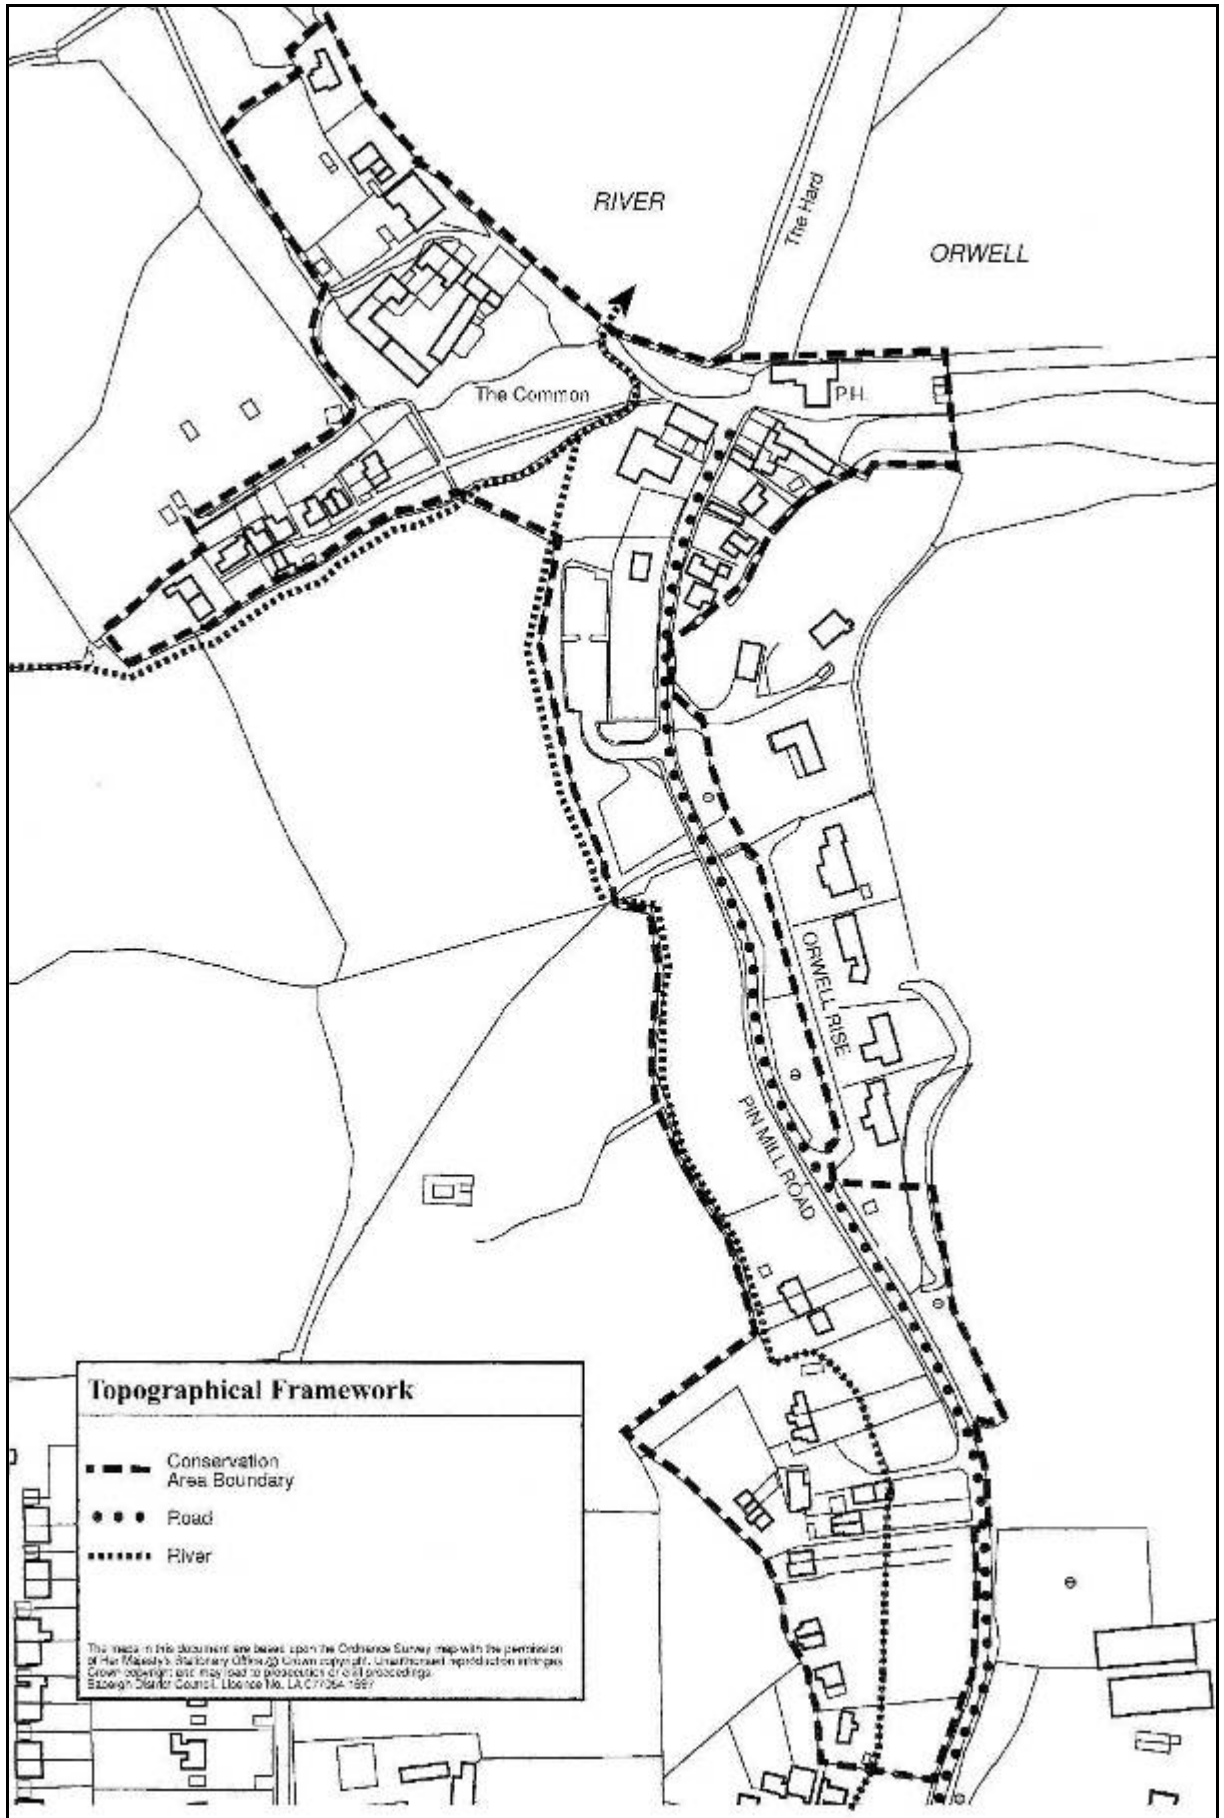 RIVER
The Hard
ORWELL
The Common
P.H.
ORWELL RISE
PIN MILL ROAD
Topographical Framework
Conservation
Area Boundary
Road
River
The maps in this document are based upon the Ordnance Survey map with the permission
of Her Majesty's Stationery Office @ Crown copyright. Unauthorised reproduction infringes
Crown copyright and may lead to prosecution or civil proceedings.
Babergh District Council. Licence No. LA